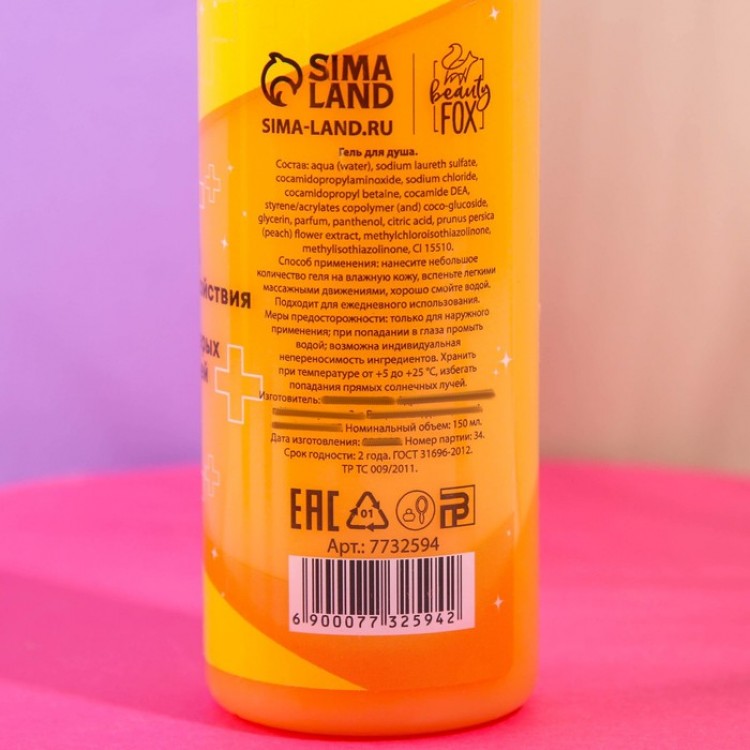 SIMA
LAND
SIMA-LAND.RU
beauty
FOX
Гель для душа.
Состав: aqua (water), sodium laureth sulfate,
cocamidopropylaminoxide, sodium chloride,
cocamidopropyl betaine, cocamide DEA,
styrene/acrylates copolymer (and) coco-glucoside,
glycerin, parfum, panthenol, citric acid, prunus persica
(peach) flower extract, methylchloroisothiazolinone,
methylisothiazolinone, CI 15510.
Способ применения: нанесите небольшое
количество геля на влажную кожу, вспеньте легкими
массажными движениями, хорошо смойте водой.
Подходит для ежедневного использования.
Меры предосторожности: только для наружного
применения; при попадании в глаза промыть
водой; возможна индивидуальная
непереносимость ингредиентов. Хранить
при температуре от +5 до +25 °C, избегать
попадания прямых солнечных лучей.
Изготовитель:
Номинальный объем: 150 мл.
Дата изготовления: Номер партии: 34.
Срок годности: 2 года. ГОСТ 31696-2012.
ТР ТС 009/2011.
EAC 01
Арт.: 7732594
6 900077 325942